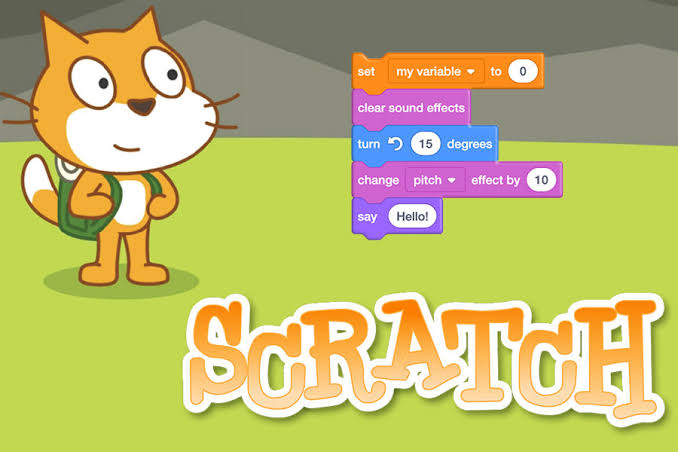 set my variable to 0
clear sound effects
turn 15 degrees
change pitch effect by 10
say Hello!
SCRATCH